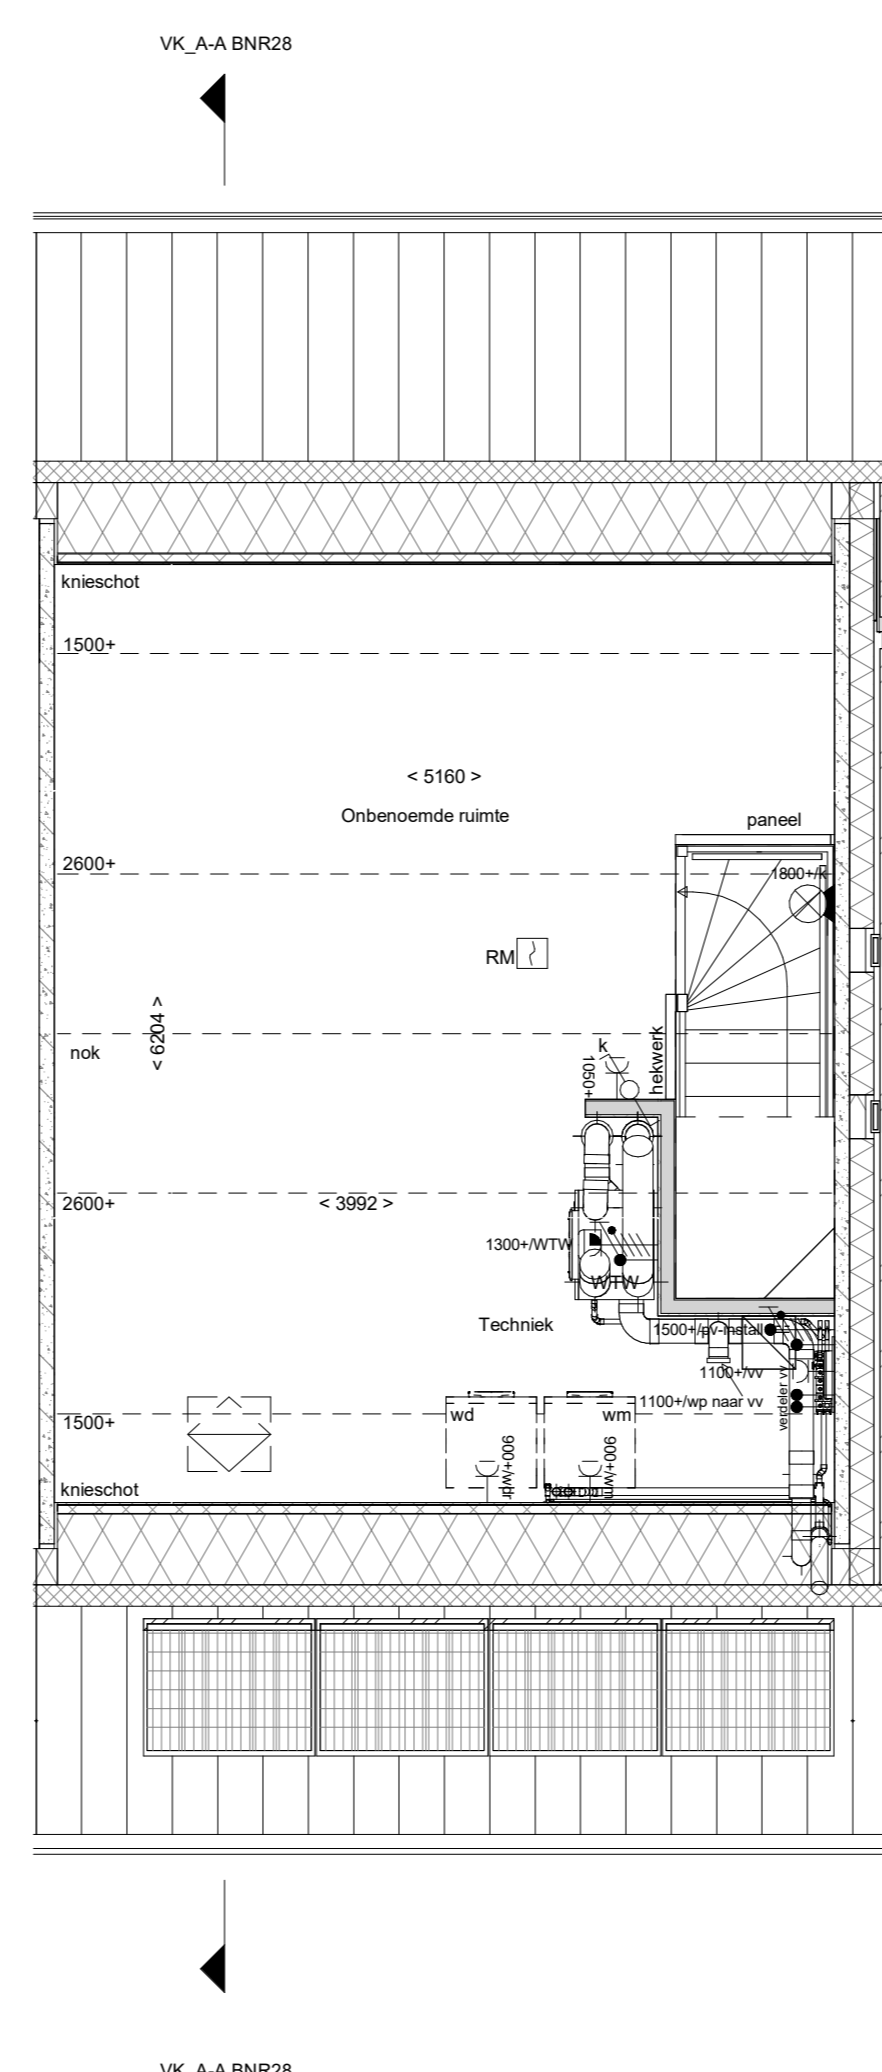 VK_A-A BNR28
knieschot
1500+
< 5160 >
Onbenoemde ruimte
paneel
2600+
1800+/k
RM
< 6204 >
nok
k
1050+
hekwerk
2600+
< 3992 >
1300+/WTW
WTW
Techniek
1500+/pv-install
1100+/vv
1100+/wp naar vv
verdeler vv
1500+
wd
wm
900+/wdr
900+/wm
knieschot
VK_A-A BNR28